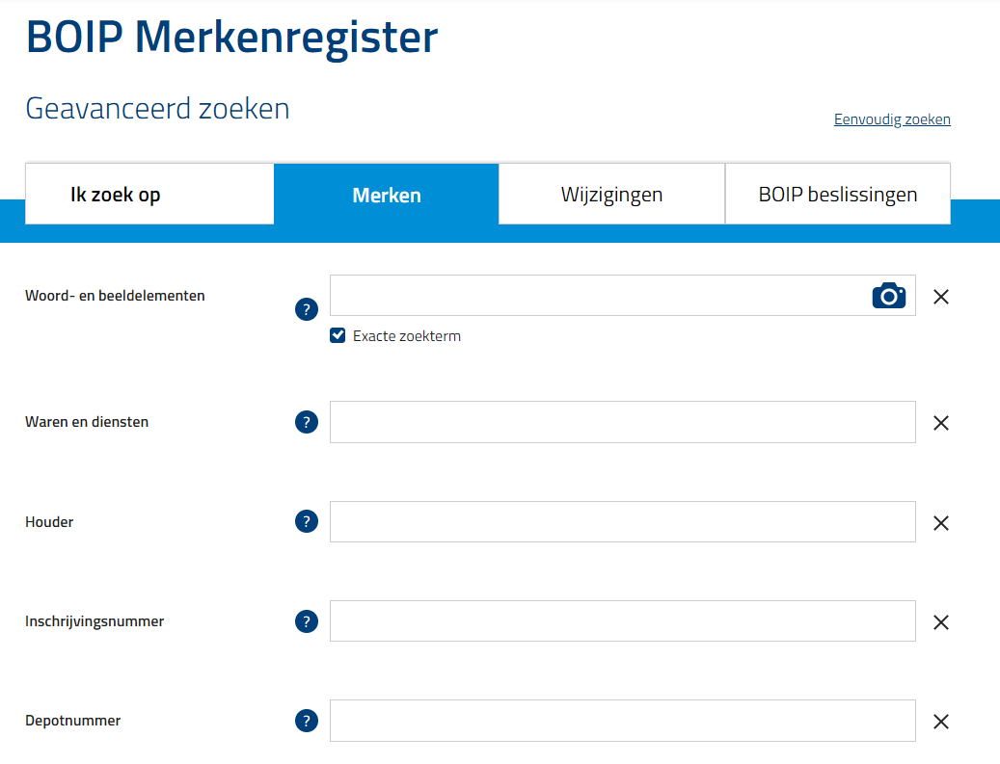 BOIP Merkenregister
Geavanceerd zoeken
Eenvoudig zoeken
Ik zoek op
Merken
Wijzigingen
BOIP beslissingen
Woord- en beeldelementen
?
Exacte zoekterm
Waren en diensten
?
Houder
?
Inschrijvingsnummer
?
Depotnummer
?